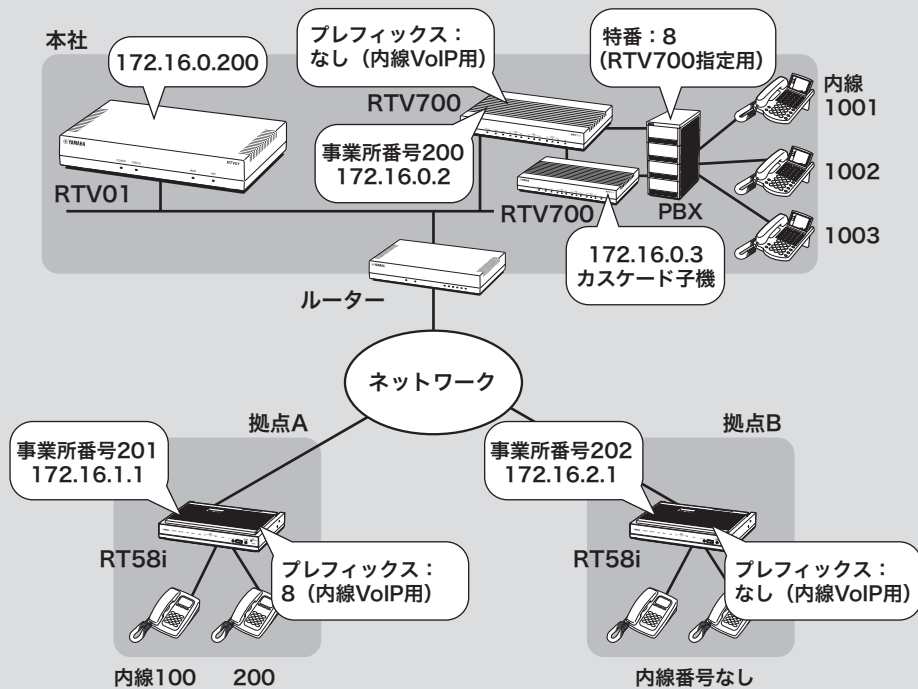 本社
172.16.0.200
プレフィックス：
なし（内線VoIP用）
特番：8
（RTV700指定用）
内線
1001
RTV700
YAMAHA
RTV01
事業所番号200
172.16.0.2
1002
RTV01
RTV700
PBX
1003
172.16.0.3
カスケード子機
ルーター
ネットワーク
拠点A
拠点B
事業所番号201
172.16.1.1
事業所番号202
172.16.2.1
RT58i
RT58i
プレフィックス：
8（内線VoIP用）
プレフィックス：
なし（内線VoIP用）
内線100
200
内線番号なし